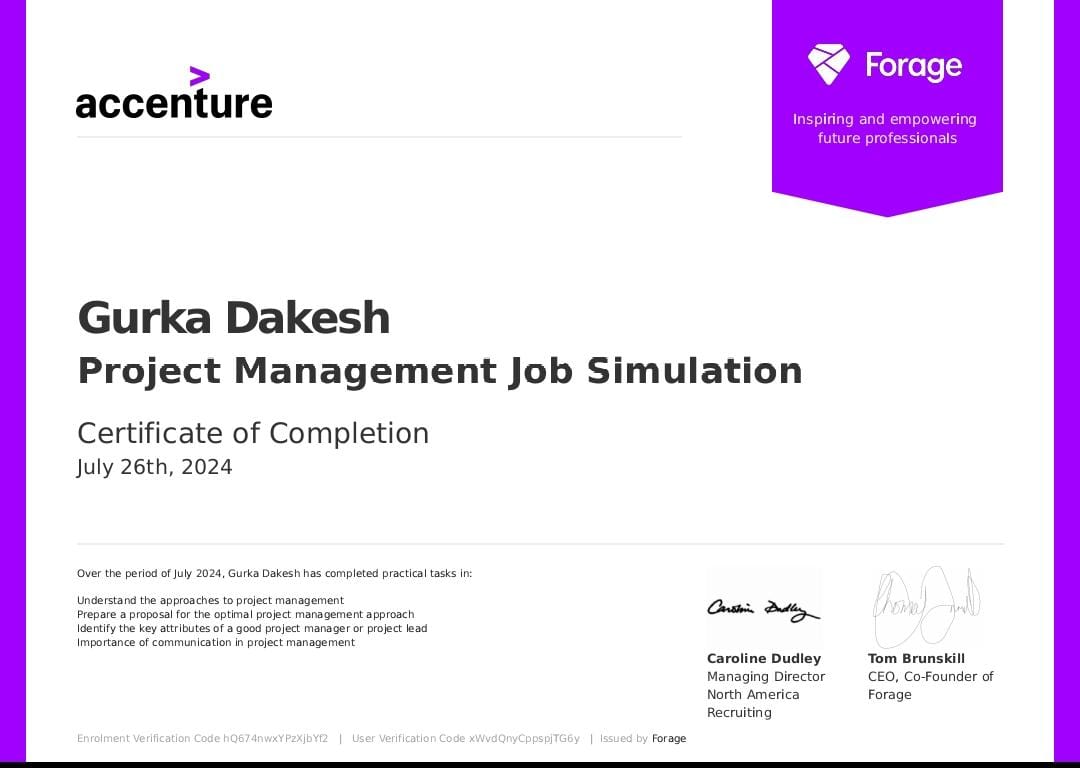 accenture
Forage
Inspiring and empowering
future professionals
Gurka Dakesh
Project Management Job Simulation
Certificate of Completion
July 26th, 2024
Over the period of July 2024, Gurka Dakesh has completed practical tasks in:
Understand the approaches to project management
Prepare a proposal for the optimal project management approach
Identify the key attributes of a good project manager or project lead
Importance of communication in project management
Caroline Dudley
Caroline Dudley
Managing Director
North America
Recruiting
Tom Brunskill
CEO, Co-Founder of
Forage
Enrolment Verification Code hQ674nwxYPzXjbYf2 | User Verification Code xWvdQnyCppspjTG6y | Issued by Forage